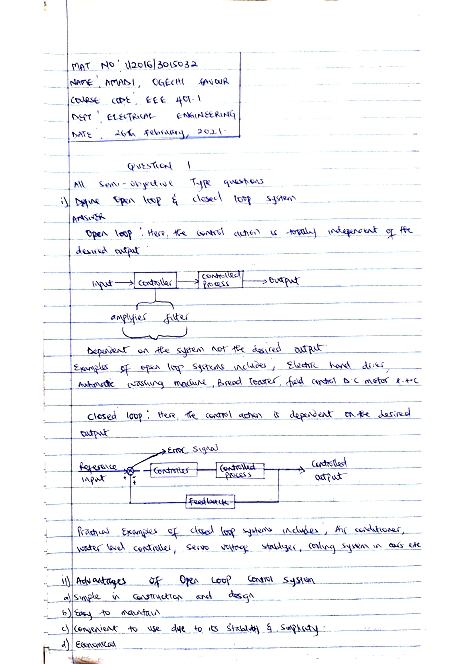 MAT NO: U2016/3015032
NAME: AMADI, OGECHI FAVOUR
COURSE CODE: EEE 401.1
DEPT: ELECTRICAL ENGINEERING
DATE: 26th February, 2021.
QUESTION 1
All Semi-objective Type questions
i) Define Open loop & closed loop system
Answer
Open loop: Here, the control action is totally independent of the
desired output.
Input Controller Controlled Process Output
amplifier filter
Dependent on the system not the desired output.
Examples of open loop systems includes, Electric hand drier,
Automatic washing machine, Bread toaster, field control D.C motor e.t.c
Closed loop: Here, the control action is dependent on the desired
output
Error Signal
Reference input Controller Controlled process Controlled output
Feedback
Practical Examples of closed loop systems includes, Air conditioner,
water level controller, Servo voltage stabilizer, cooling system in cars etc
ii) Advantages of Open Loop Control System
a) Simple in construction and design
b) Easy to maintain
c) Convenient to use due to its Stability & Simplicity.
d) Economical